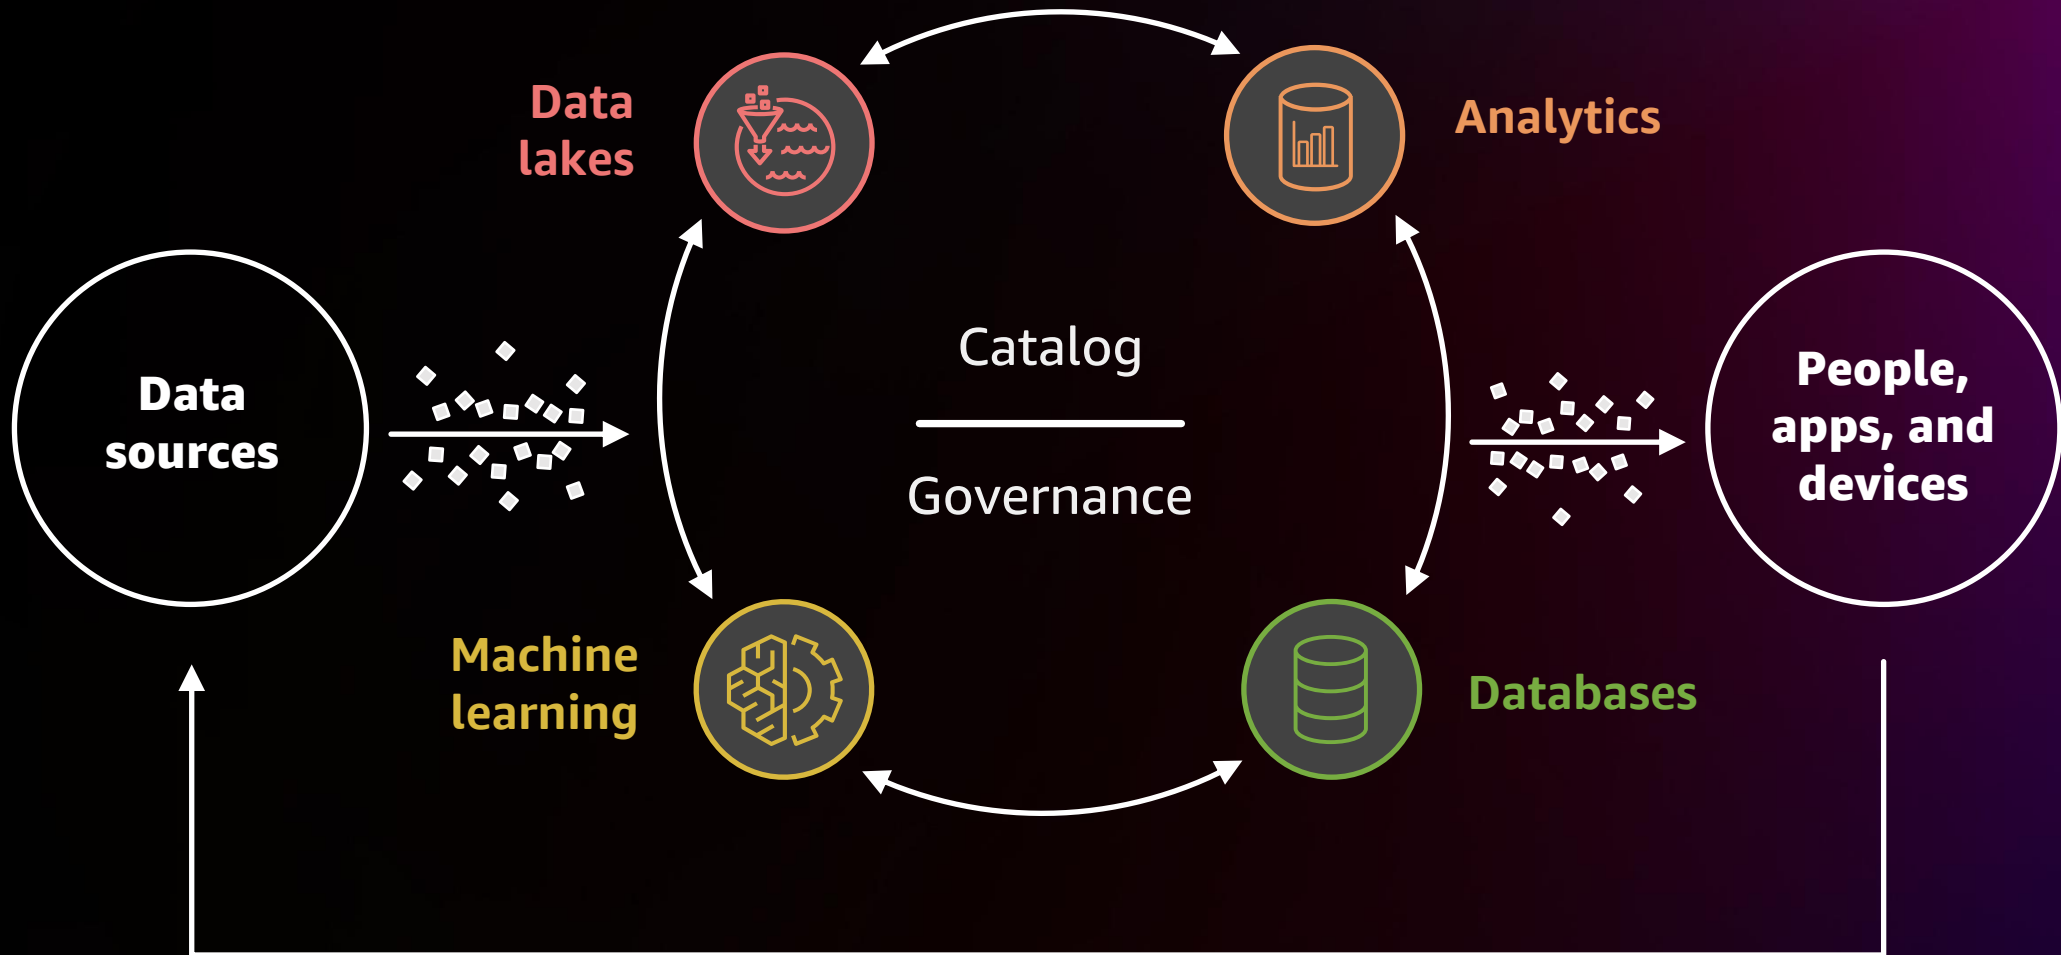 Data
lakes
Analytics
Data
sources
Catalog
Governance
People,
apps, and
devices
Machine
learning
Databases